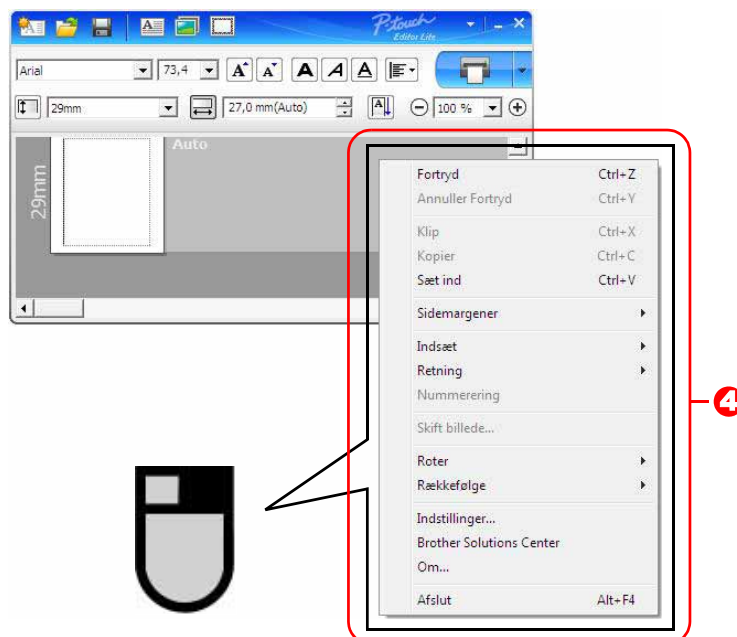 P-touch
Editor Lite
Arial 73,4 A A A A A
29mm 27,0 mm(Auto) A 100 %
Auto
29mm
Fortryd Ctrl+Z
Annuller Fortryd Ctrl+Y
Klip Ctrl+X
Kopier Ctrl+C
Sæt ind Ctrl+V
Sidemargener
Indsæt
Retning
Nummerering
Skift billede...
Roter
Rækkefølge
Indstillinger...
Brother Solutions Center
Om...
Afslut Alt+F4
4